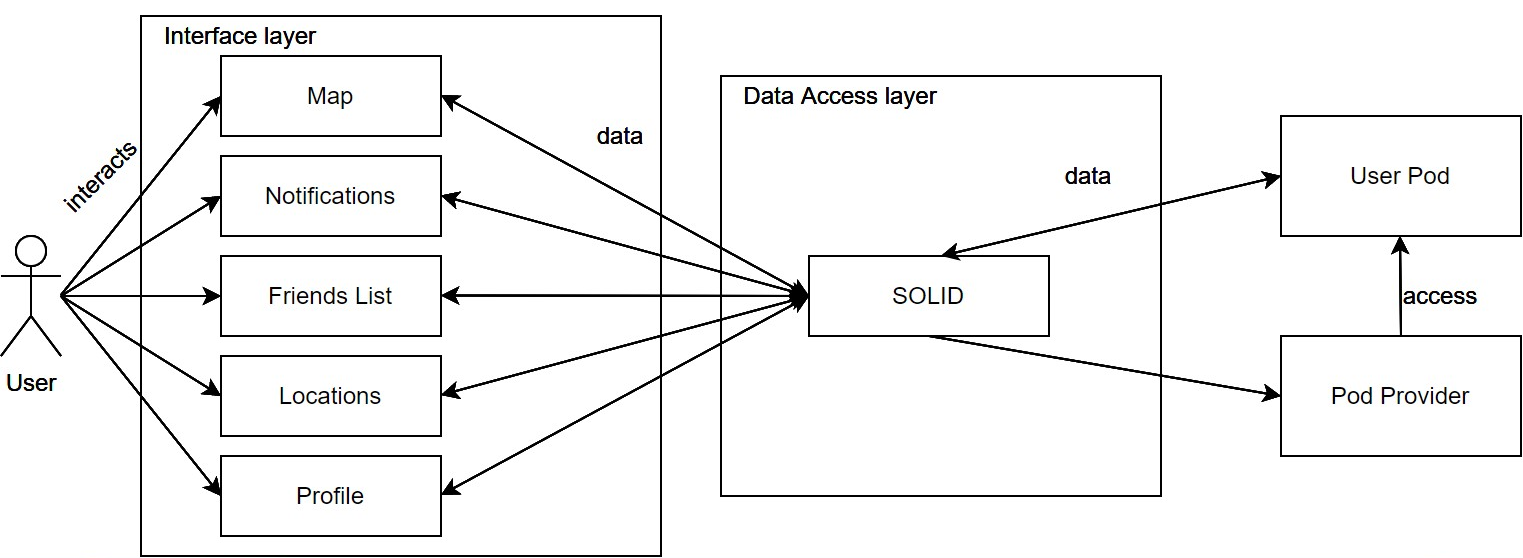 Interface layer
Map
Data Access layer
data
interacts
Notifications
data
User Pod
Friends List
SOLID
access
User
Locations
Pod Provider
Profile